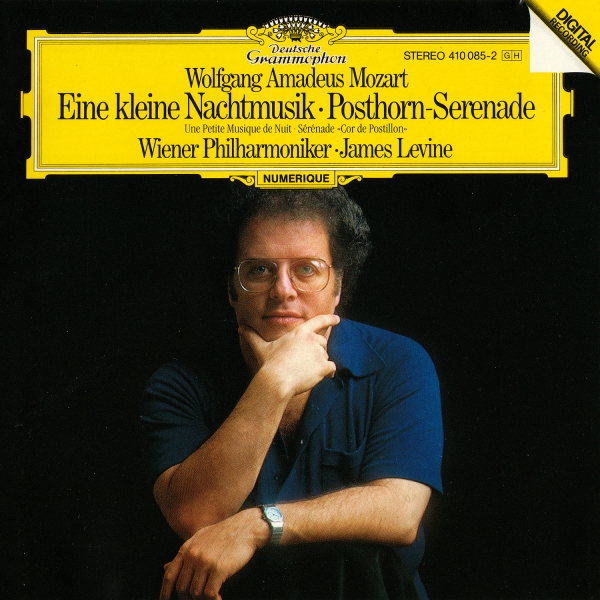 DIGITAL
RECORDING
Deutsche
Grammophon
STEREO 410 085-2 GH
Wolfgang Amadeus Mozart
Eine kleine Nachtmusik · Posthorn-Serenade
Une Petite Musique de Nuit · Sérénade «Cor de Postillon»
Wiener Philharmoniker · James Levine
NUMERIQUE